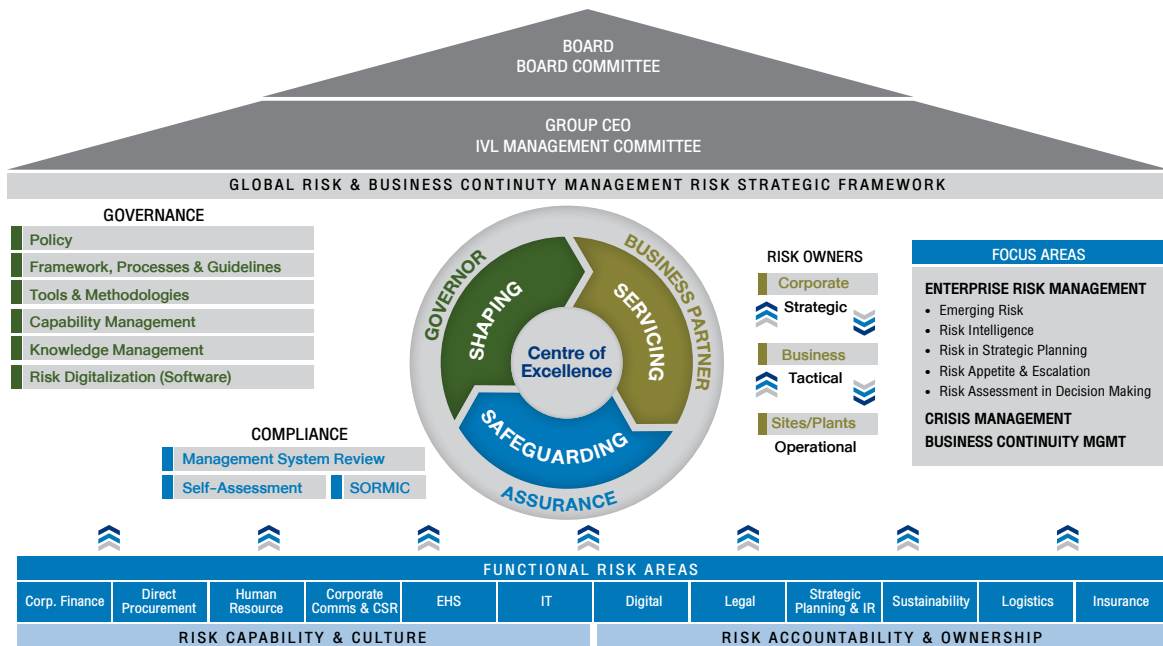 BOARD
BOARD COMMITTEE
GROUP CEO
IVL MANAGEMENT COMMITTEE
GLOBAL RISK & BUSINESS CONTINUTY MANAGEMENT RISK STRATEGIC FRAMEWORK
GOVERNANCE
Policy
Framework, Processes & Guidelines
Tools & Methodologies
Capability Management
Knowledge Management
Risk Digitalization (Software)
COMPLIANCE
Management System Review
Self-Assessment
SORMIC
GOVERNOR
BUSINESS PARTNER
ASSURANCE
SHAPING
SERVICING
SAFEGUARDING
Centre of
Excellence
RISK OWNERS
Corporate
Strategic
Business
Tactical
Sites/Plants
Operational
FOCUS AREAS
ENTERPRISE RISK MANAGEMENT
• Emerging Risk
• Risk Intelligence
• Risk in Strategic Planning
• Risk Appetite & Escalation
• Risk Assessment in Decision Making
CRISIS MANAGEMENT
BUSINESS CONTINUITY MGMT
FUNCTIONAL RISK AREAS
Corp. Finance
Direct
Procurement
Human
Resource
Corporate
Comms & CSR
EHS
IT
Digital
Legal
Strategic
Planning & IR
Sustainability
Logistics
Insurance
RISK CAPABILITY & CULTURE
RISK ACCOUNTABILITY & OWNERSHIP